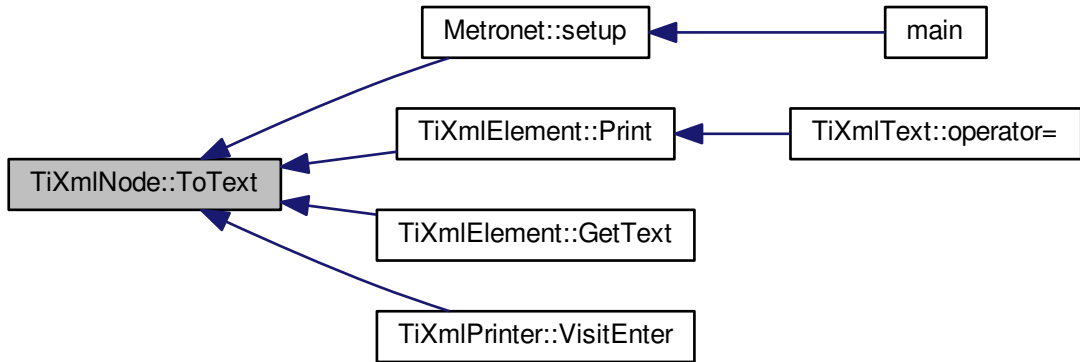 Metronet::setup
main
TiXmlElement::Print
TiXmlText::operator=
TiXmlNode::ToText
TiXmlElement::GetText
TiXmlPrinter::VisitEnter